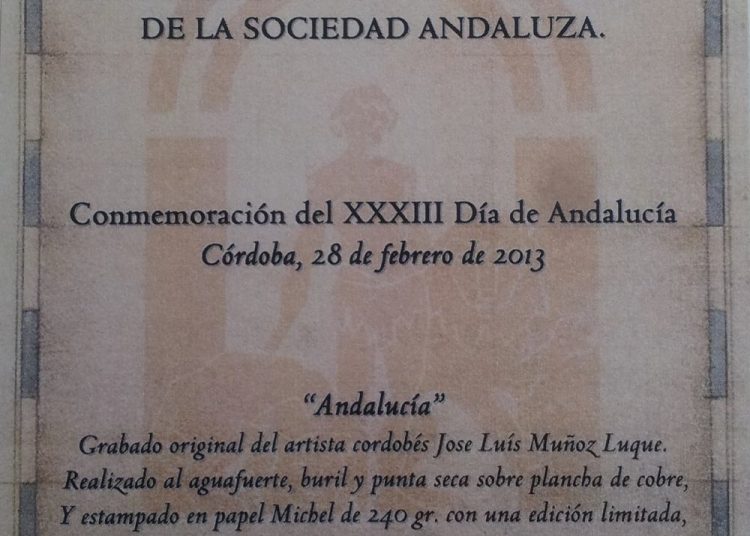 DE LA SOCIEDAD ANDALUZA.
Conmemoración del XXXIII Día de Andalucía
Córdoba, 28 de febrero de 2013
“Andalucía”
Grabado original del artista cordobés Jose Luís Muñoz Luque.
Realizado al aguafuerte, buril y punta seca sobre plancha de cobre,
Y estampado en papel Michel de 240 gr. con una edición limitada,